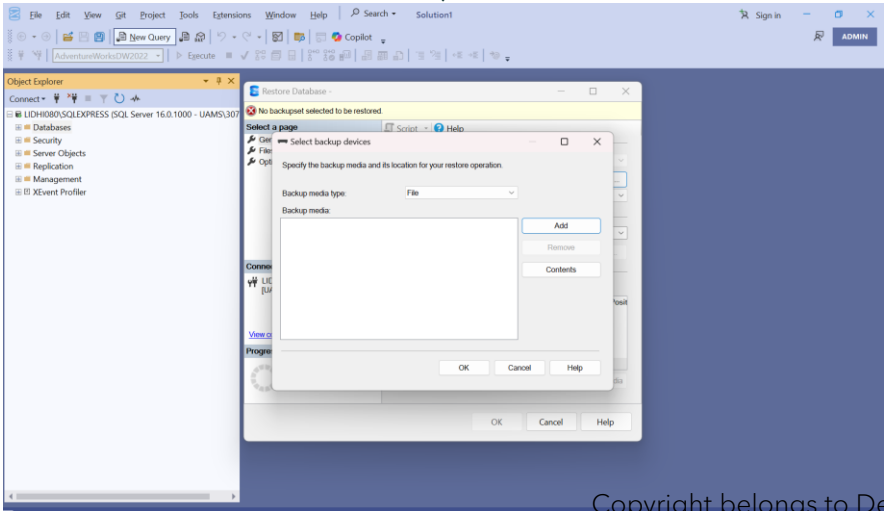 File Edit View Git Project Tools Extensions Window Help Search Solution1 Sign in
New Query Copilot ADMIN
AdventureWorksDW2022 Execute
Object Explorer
Connect
LIDHI080\SQLEXPRESS (SQL Server 16.0.1000 - UAMS\307
Databases
Security
Server Objects
Replication
Management
XEvent Profiler
Restore Database -
No backupset selected to be restored.
Select a page
Script Help
Select backup devices
Specify the backup media and its location for your restore operation.
Backup media type: File
Backup media:
Add
Remove
Contents
OK Cancel Help
OK Cancel Help
Copyright belongs to De